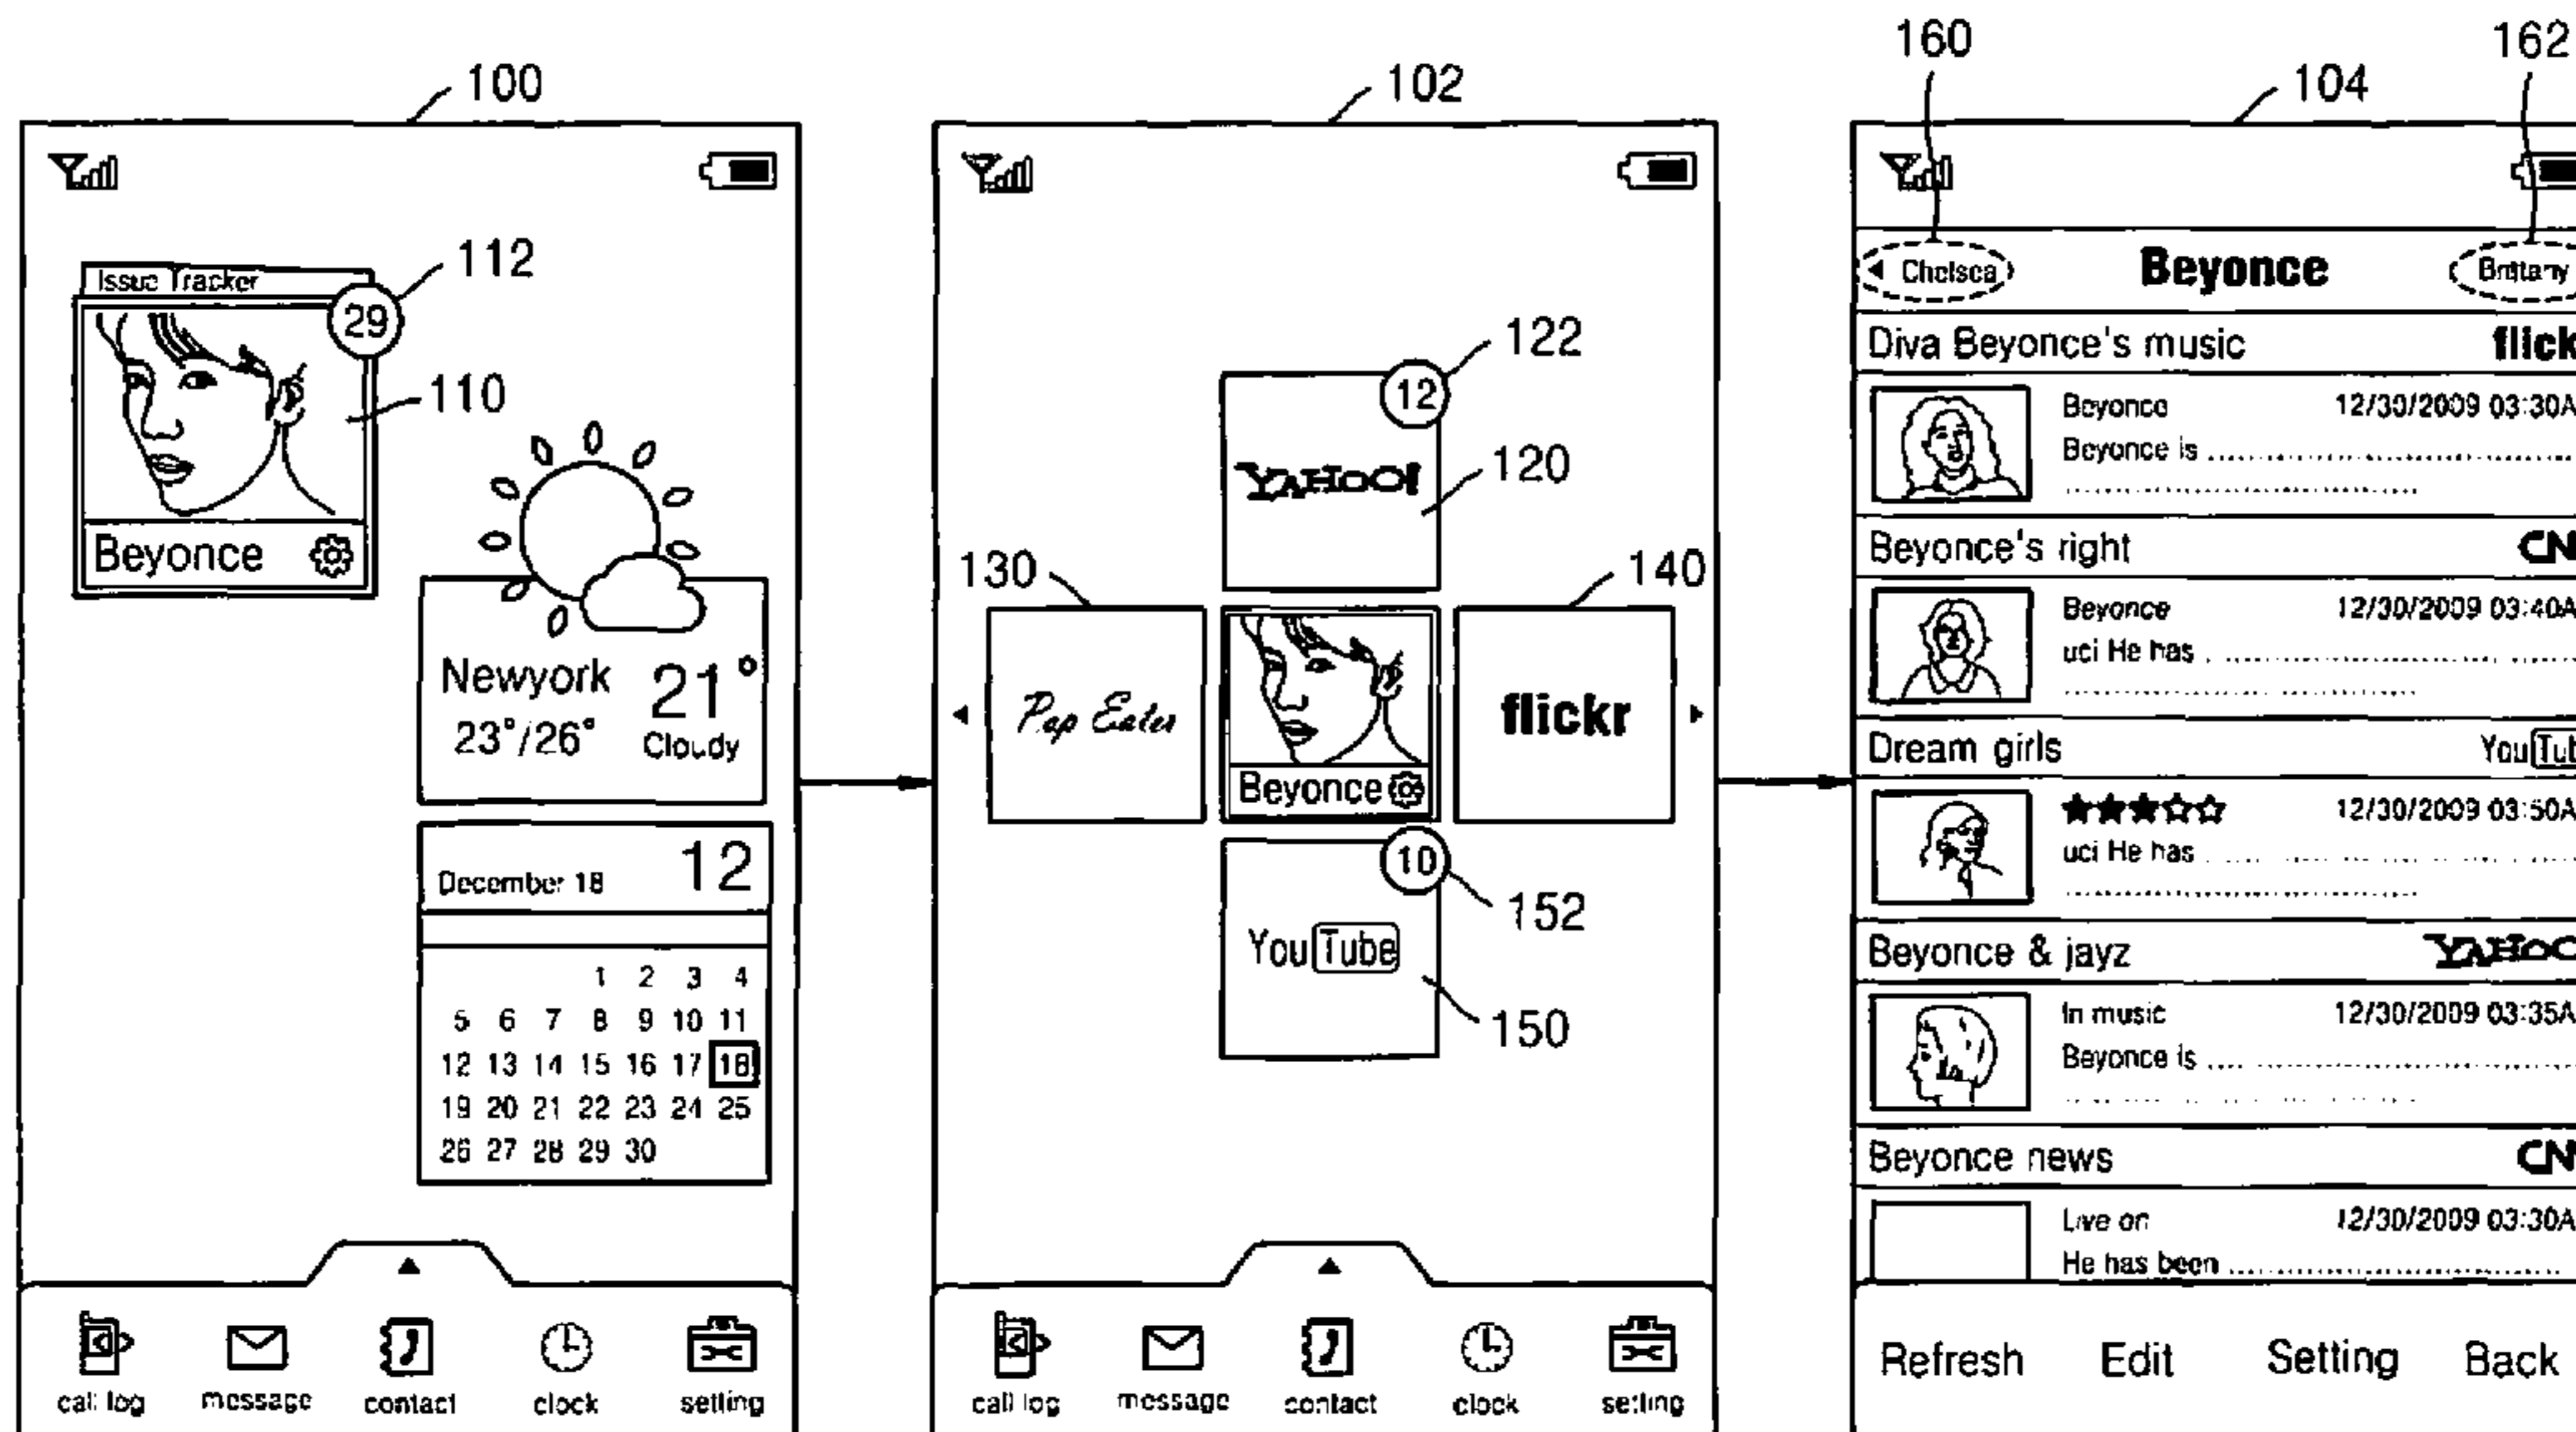 100
112
Issue Tracker
29
110
Beyonce
Newyork
21°
23°/26°
Cloudy
December 18
12
1 2 3 4
5 6 7 8 9 10 11
12 13 14 15 16 17 18
19 20 21 22 23 24 25
26 27 28 29 30
call log
message
contact
clock
setting
102
122
12
120
YAHOO!
130
140
Pop Eater
flickr
Beyonce
10
152
YouTube
150
call log
message
contact
clock
setting
160
162
104
Chelsea
Beyonce
Brittany
Diva Beyonce's music
flick
Beyonce
12/30/2009 03:30A
Beyonce is
Beyonce's right
CN
Beyonce
12/30/2009 03:40A
uci He has
Dream girls
YouTub
12/30/2009 03:50A
uci He has
Beyonce & jayz
YAHOO
In music
12/30/2009 03:35A
Beyonce is
Beyonce news
CN
Live on
12/30/2009 03:30A
He has been
Refresh
Edit
Setting
Back